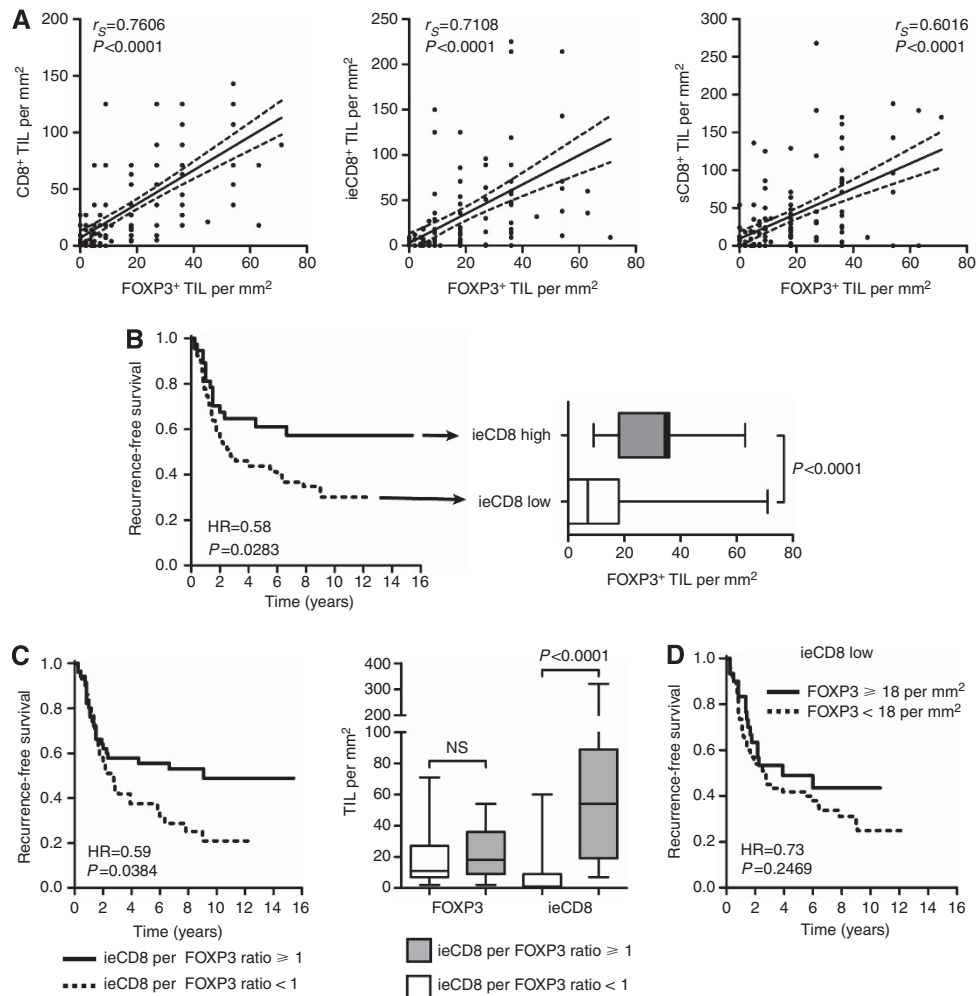 A
r_S=0.7606
P<0.0001
CD8+ TIL per mm2
200
150
100
50
0
0 20 40 60 80
FOXP3+ TIL per mm2
r_S=0.7108
P<0.0001
ieCD8+ TIL per mm2
250
200
150
100
50
0
0 20 40 60 80
FOXP3+ TIL per mm2
r_S=0.6016
P<0.0001
sCD8+ TIL per mm2
300
250
200
150
100
50
0
0 20 40 60 80
FOXP3+ TIL per mm2
B
Recurrence-free survival
1.0
0.8
0.6
0.4
0.2
0.0
HR=0.58
P=0.0283
0 2 4 6 8 10 12 14 16
Time (years)
ieCD8 high
ieCD8 low
P<0.0001
0 20 40 60 80
FOXP3+ TIL per mm2
C
Recurrence-free survival
1.0
0.8
0.6
0.4
0.2
0.0
HR=0.59
P=0.0384
0 2 4 6 8 10 12 14 16
Time (years)
ieCD8 per FOXP3 ratio ⩾ 1
ieCD8 per FOXP3 ratio < 1
TIL per mm2
400
300
200
100
80
60
40
20
0
NS
P<0.0001
FOXP3 ieCD8
ieCD8 per FOXP3 ratio ⩾ 1
ieCD8 per FOXP3 ratio < 1
D
ieCD8 low
FOXP3 ⩾ 18 per mm2
FOXP3 < 18 per mm2
Recurrence-free survival
1.0
0.8
0.6
0.4
0.2
0.0
HR=0.73
P=0.2469
0 2 4 6 8 10 12 14 16
Time (years)